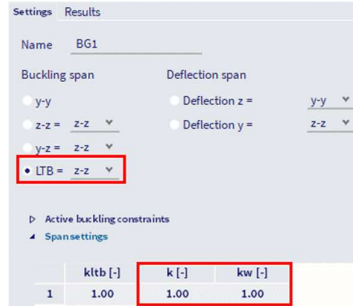 Settings Results
Name BG1
Buckling span Deflection span
y-y Deflection z = y-y
z-z = z-z Deflection y = z-z
y-z = z-z
LTB = z-z
Active buckling constraints
Span settings
kltb [-] k [-] kw [-]
1 1.00 1.00 1.00